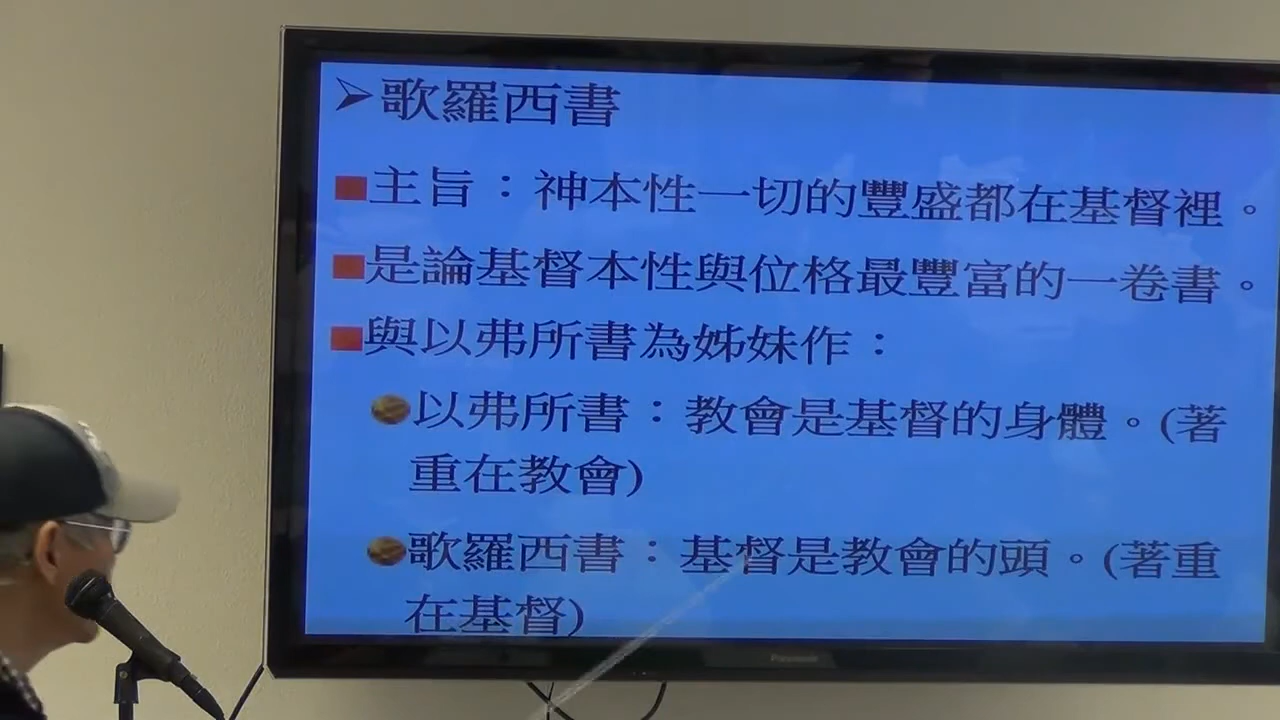 歌羅西書
主旨：神本性一切的豐盛都在基督裡。
是論基督本性與位格最豐富的一卷書。
與以弗所書為姊妹作：
以弗所書：教會是基督的身體。(著
重在教會)
歌羅西書：基督是教會的頭。(著重
在基督)
Panasonic